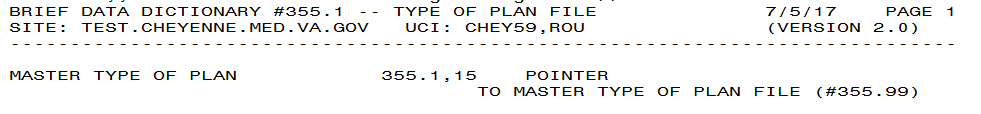 BRIEF DATA DICTIONARY #355.1 -- TYPE OF PLAN FILE 7/5/17 PAGE 1
SITE: TEST.CHEYENNE.MED.VA.GOV UCI: CHEY59,ROU (VERSION 2.0)
-------------------------------------------------------------------------------
MASTER TYPE OF PLAN 355.1,15 POINTER
TO MASTER TYPE OF PLAN FILE (#355.99)